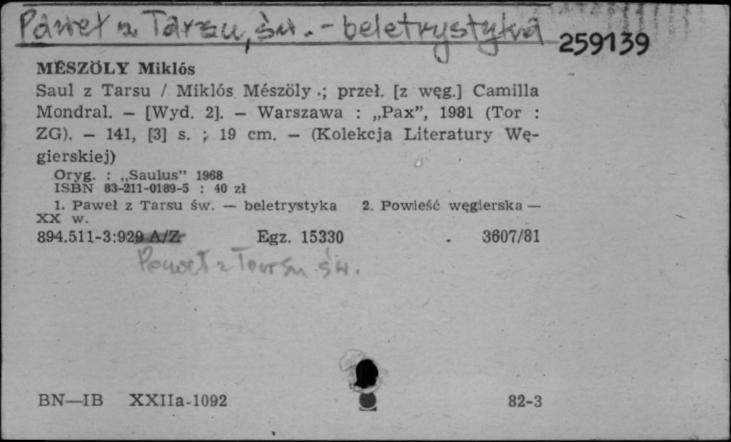 Paweł z Tarsu, św. - beletrystyka
259139
MÉSZÖLY Miklós
Saul z Tarsu / Miklós Mészöly ; przeł. [z węg.] Camilla
Mondral. — [Wyd. 2]. — Warszawa : „Pax”, 1981 (Tor :
ZG). — 141, [3] s. ; 19 cm. — (Kolekcja Literatury Wę-
gierskiej)
Oryg. : „Saulus” 1968
ISBN 83-211-0189-5 : 40 zł
1. Paweł z Tarsu św. — beletrystyka 2. Powieść węgierska —
XX w.
894.511-3:929 A/Z Egz. 15330 3607/81
Paweł z Tarsu św.
BN—IB XXIIa-1092 82-3